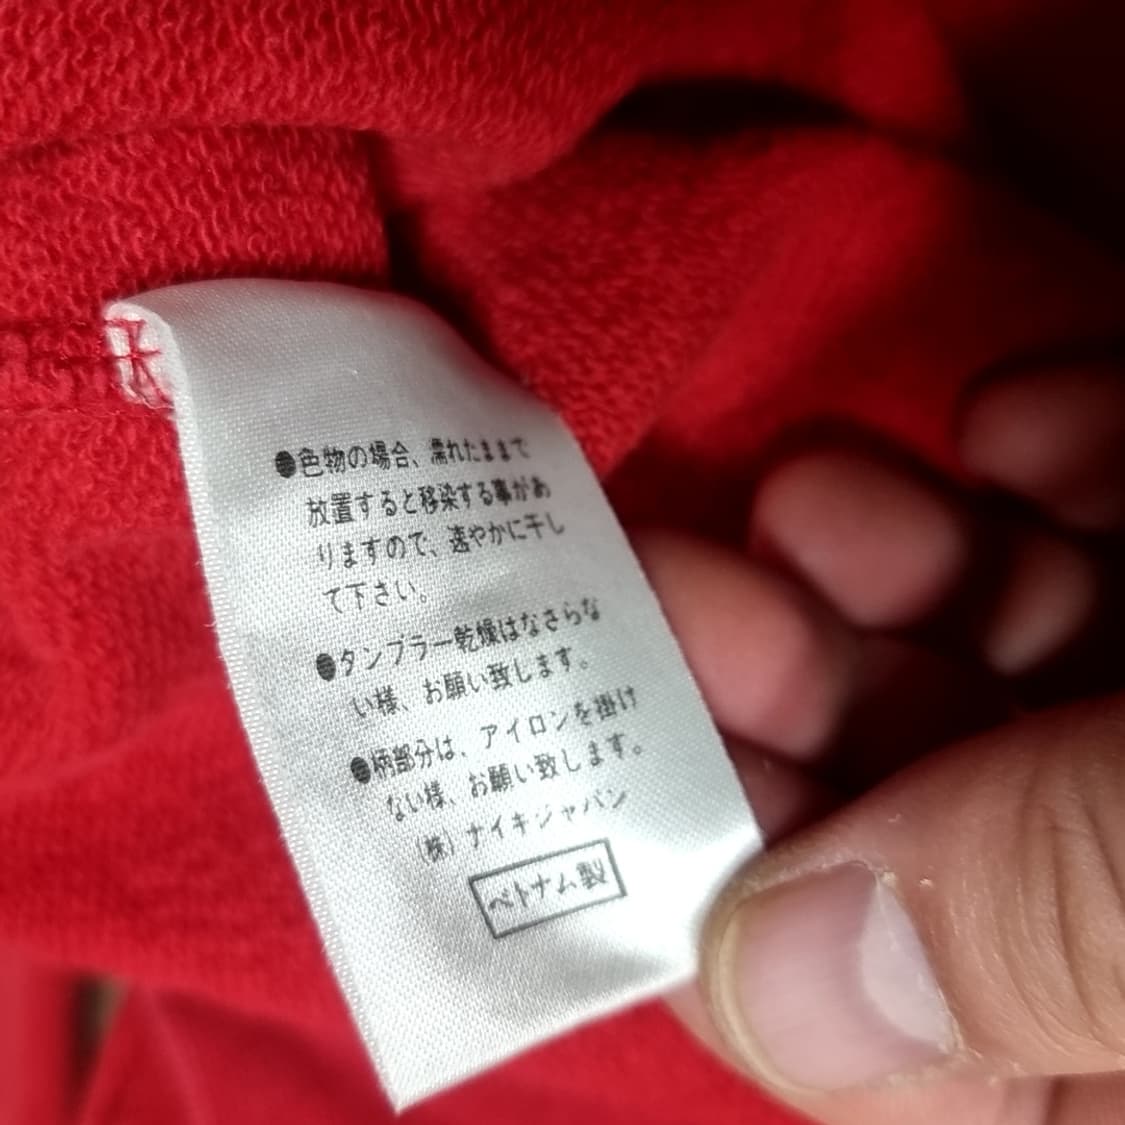 ●色物の場合、濡れたままで
放置すると移染する事があ
りますので、速やかに干し
て下さい。
●タンブラー乾燥はなさらな
い様、お願い致します。
●柄部分は、アイロンを掛け
ない様、お願い致します。
(株)ナイキジャパン
ベトナム製